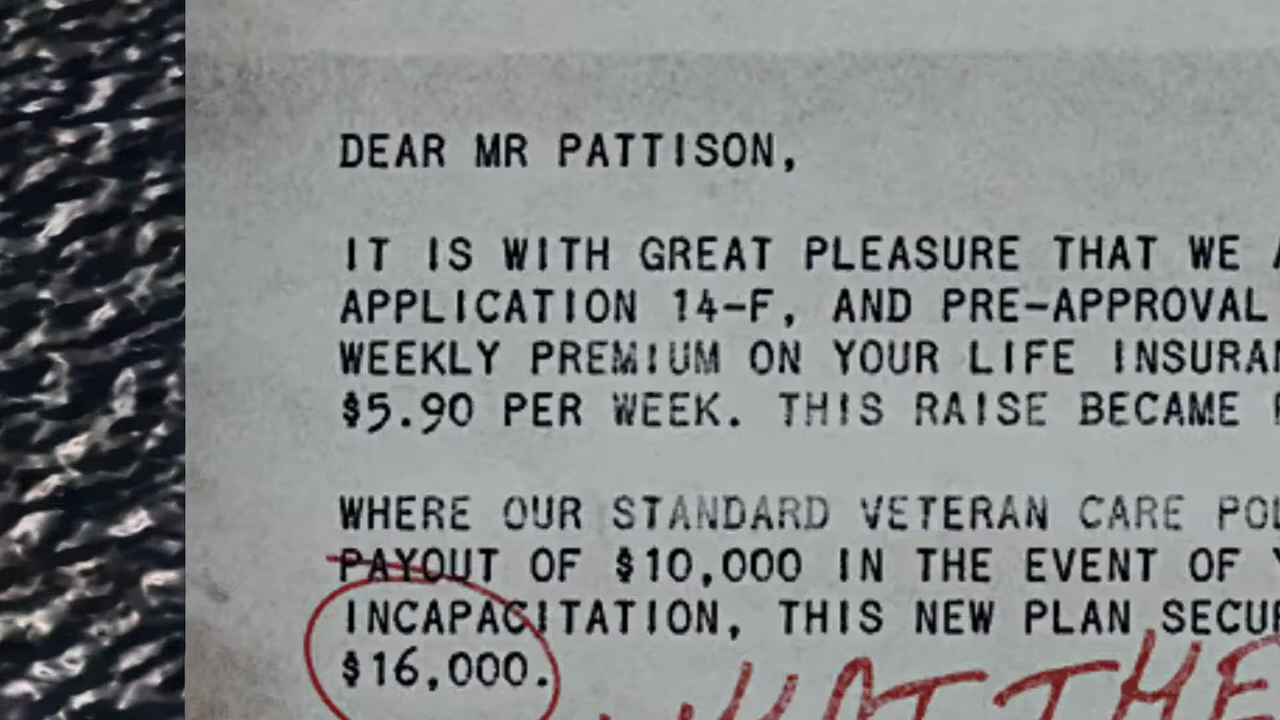 DEAR MR PATTISON,
IT IS WITH GREAT PLEASURE THAT WE
APPLICATION 14-F, AND PRE-APPROVAL
WEEKLY PREMIUM ON YOUR LIFE
$5.90 PER WEEK. THIS RAISE BECAME
WHERE OUR STANDARD VETERAN CARE
PAYOUT OF $10,000 IN THE EVENT OF
INCAPACITATION, THIS NEW PLAN
$16,000.
WHAT THE